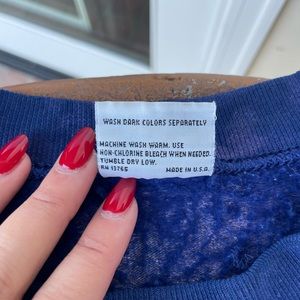 WASH DARK COLORS SEPARATELY
MACHINE WASH WARM. USE
NON-CHLORINE BLEACH WHEN NEEDED.
TUMBLE DRY LOW.
RN 13765 MADE IN U.S.A.